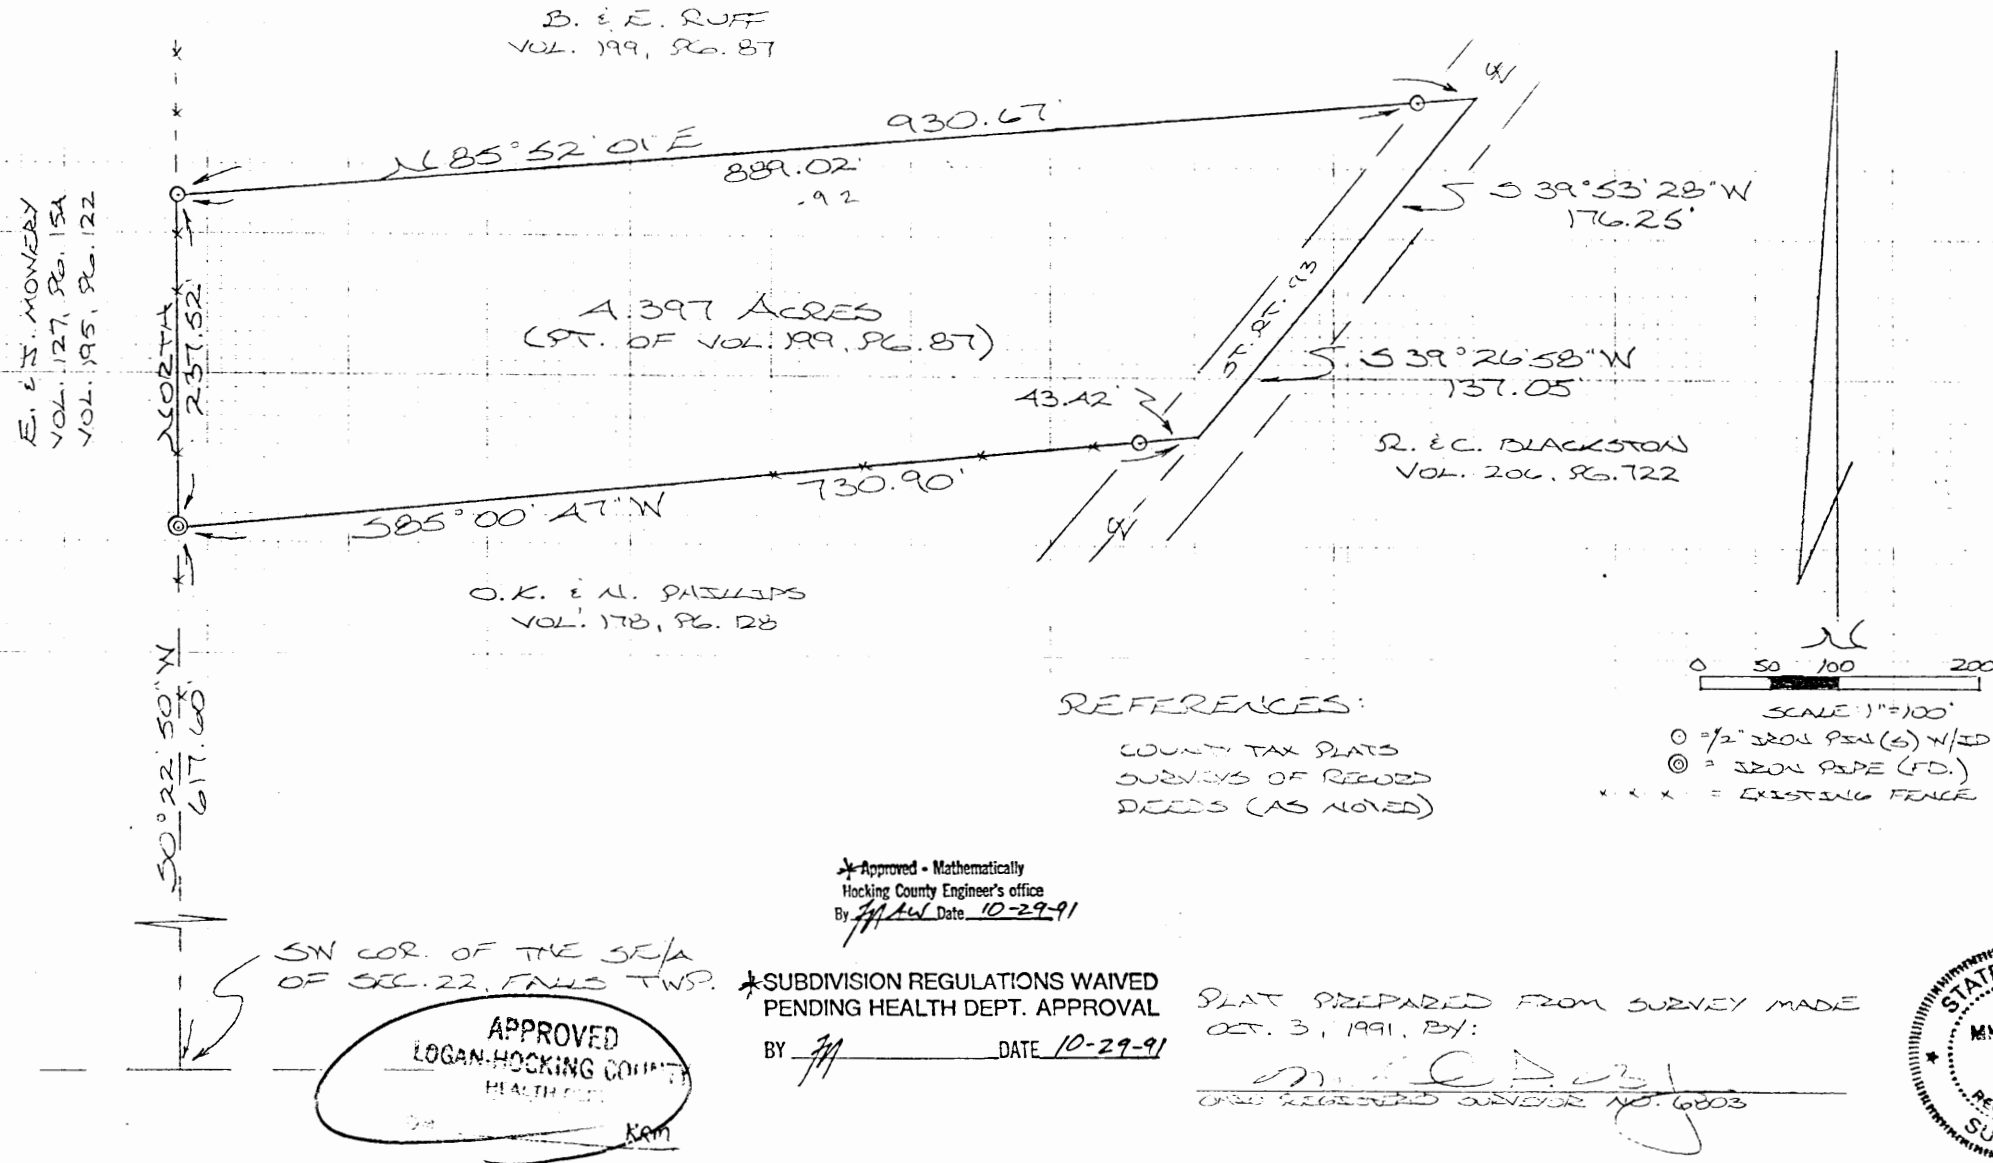 B. & E. RUFF
VOL. 199, PG. 87
N 85° 52' 01" E
930.67'
889.02'
.92
E. & J. MOWERY
VOL. 127, PG. 154
VOL. 195, PG. 122
NORTH
237.52'
4.397 ACRES
(PT. OF VOL. 199, PG. 87)
ST. RT. 93
S 39° 53' 28" W
176.25'
S 39° 26' 58" W
137.05'
43.42'
R. & C. BLACKSTON
VOL. 206, PG. 722
730.90'
S 85° 00' 47" W
O.K. & N. PHILLIPS
VOL. 178, PG. 128
S 0° 22' 50" W
617.60'
N
0 50 100 200
SCALE: 1"=100'
⊙ = 1/2" IRON PIN(S) W/ID
◎ = IRON PIPE (FD.)
x x x = EXISTING FENCE
REFERENCES:
COUNTY TAX PLATS
SURVEYS OF RECORD
DEEDS (AS NOTED)
*Approved - Mathematically
Hocking County Engineer's office
By Date 10-29-91
SW COR. OF THE SE/4
OF SEC. 22, FALLS TWP.
*SUBDIVISION REGULATIONS WAIVED
PENDING HEALTH DEPT. APPROVAL
BY DATE 10-29-91
APPROVED
LOGAN-HOCKING COUNTY
HEALTH DEPT
KRM
PLAT PREPARED FROM SURVEY MADE
OCT. 3, 1991, BY:
OHIO REGISTERED SURVEYOR NO. 6803
STATE